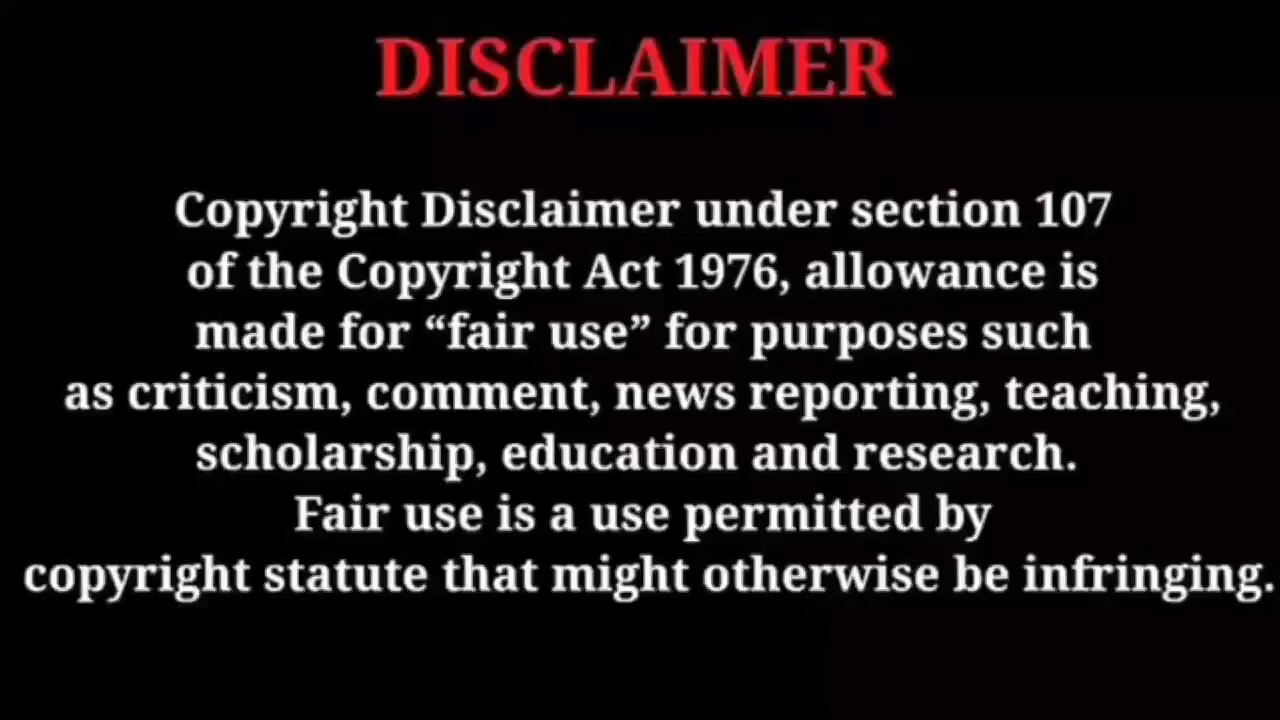 DISCLAIMER
Copyright Disclaimer under section 107
of the Copyright Act 1976, allowance is
made for “fair use” for purposes such
as criticism, comment, news reporting, teaching,
scholarship, education and research.
Fair use is a use permitted by
copyright statute that might otherwise be infringing.